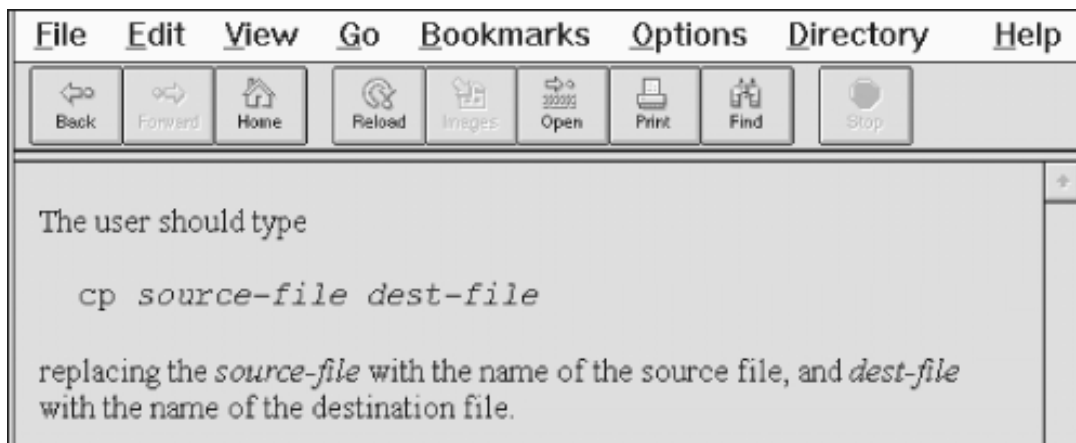 File Edit View Go Bookmarks Options Directory Help
Back Forward Home Reload Images Open Print Find Stop
The user should type
cp source-file dest-file
replacing the source-file with the name of the source file, and dest-file
with the name of the destination file.